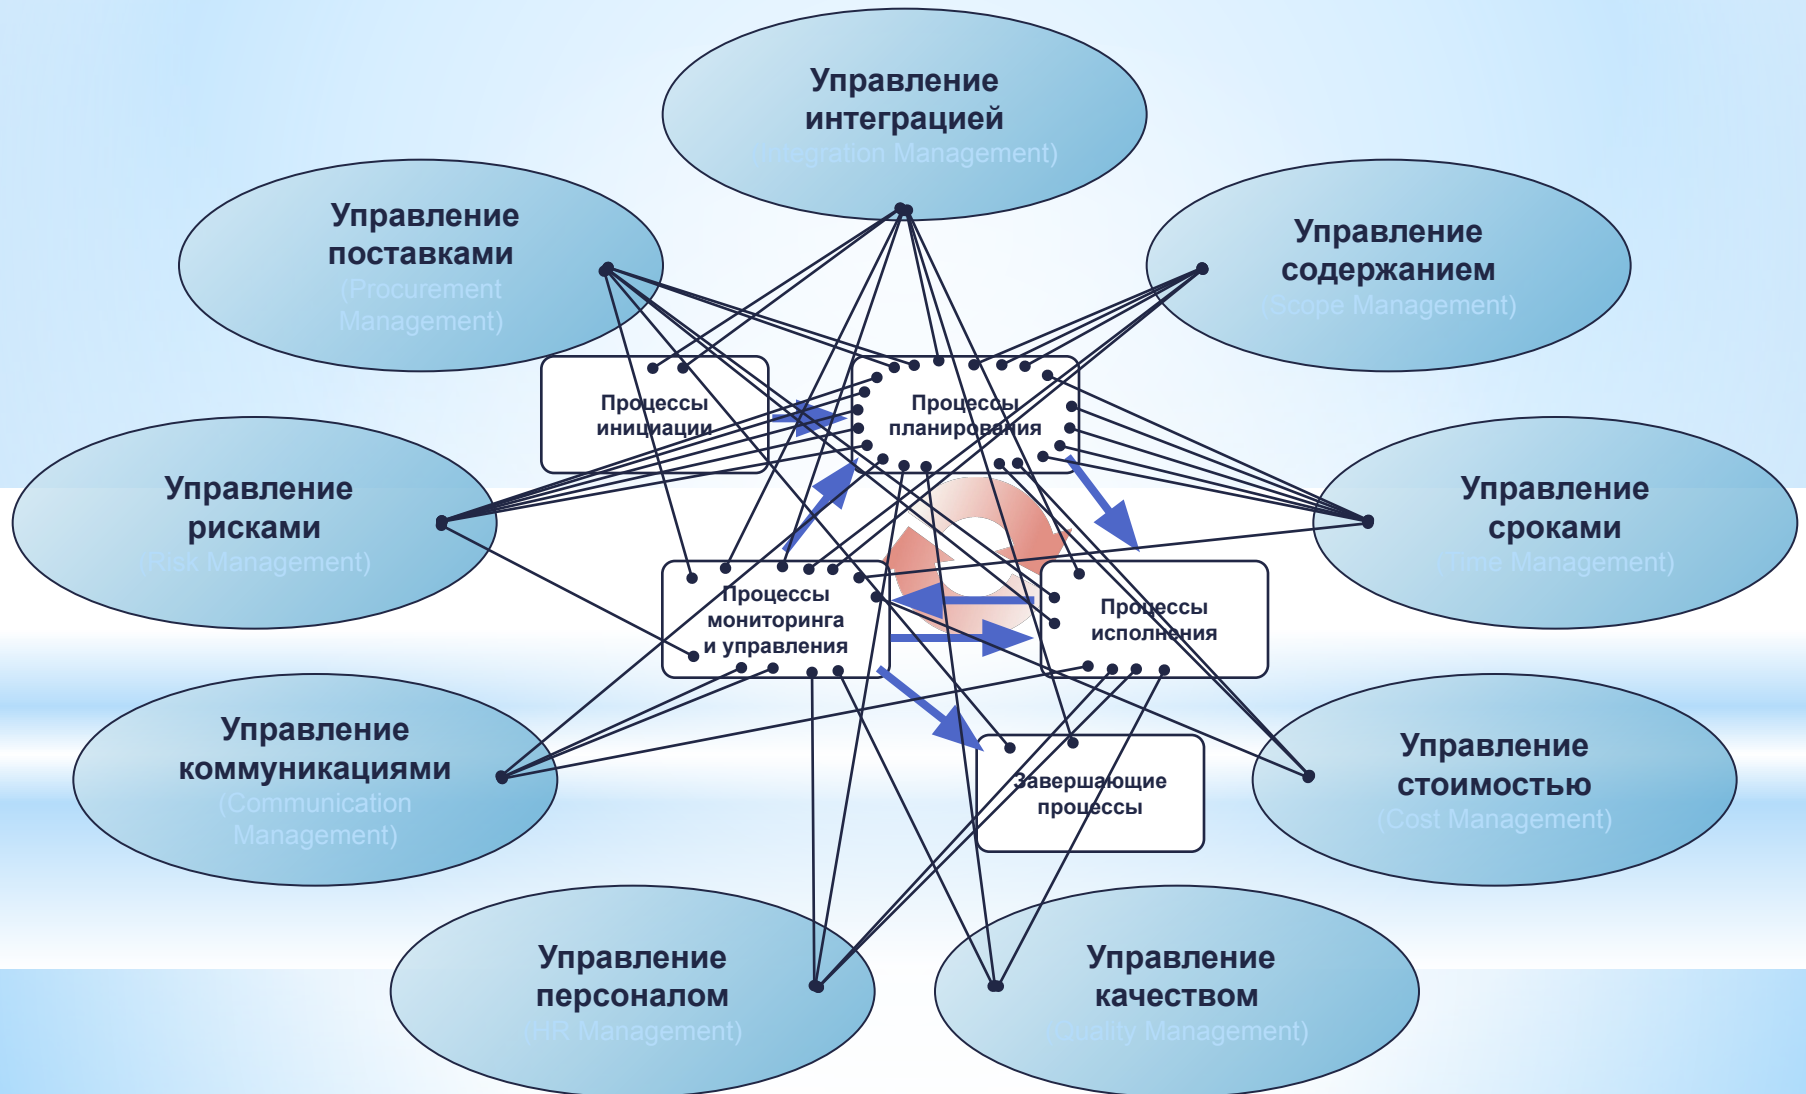 Управление
интеграцией
(Integration Management)
Управление
поставками
(Procurement
Management)
Управление
содержанием
(Scope Management)
Процессы
инициации
Процессы
планирования
Управление
рисками
(Risk Management)
Управление
сроками
(Time Management)
Процессы
мониторинга
и управления
Процессы
исполнения
Управление
коммуникациями
(Communication
Management)
Управление
стоимостью
(Cost Management)
Завершающие
процессы
Управление
персоналом
(HR Management)
Управление
качеством
(Quality Management)